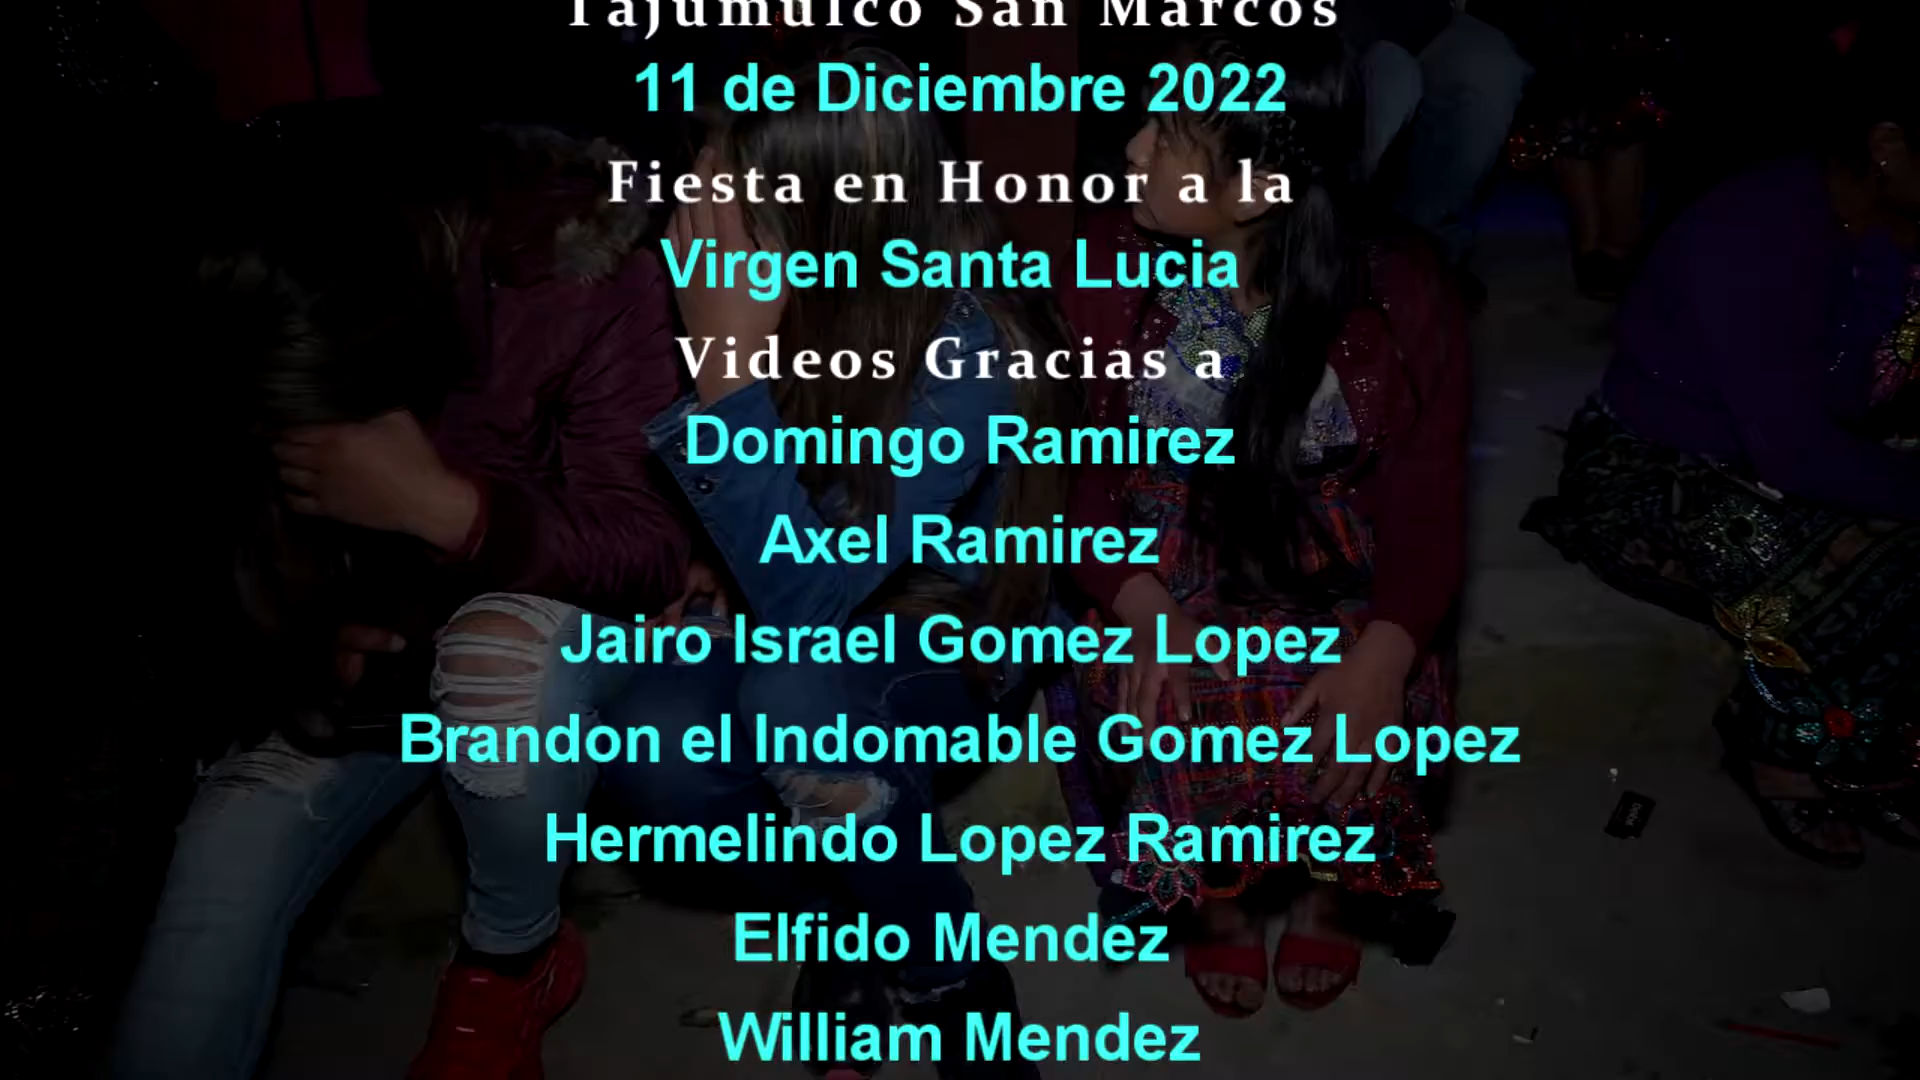 Tajumulco San Marcos
11 de Diciembre 2022
Fiesta en Honor a la
Virgen Santa Lucia
Videos Gracias a
Domingo Ramirez
Axel Ramirez
Jairo Israel Gomez Lopez
Brandon el Indomable Gomez Lopez
Hermelindo Lopez Ramirez
Elfido Mendez
William Mendez